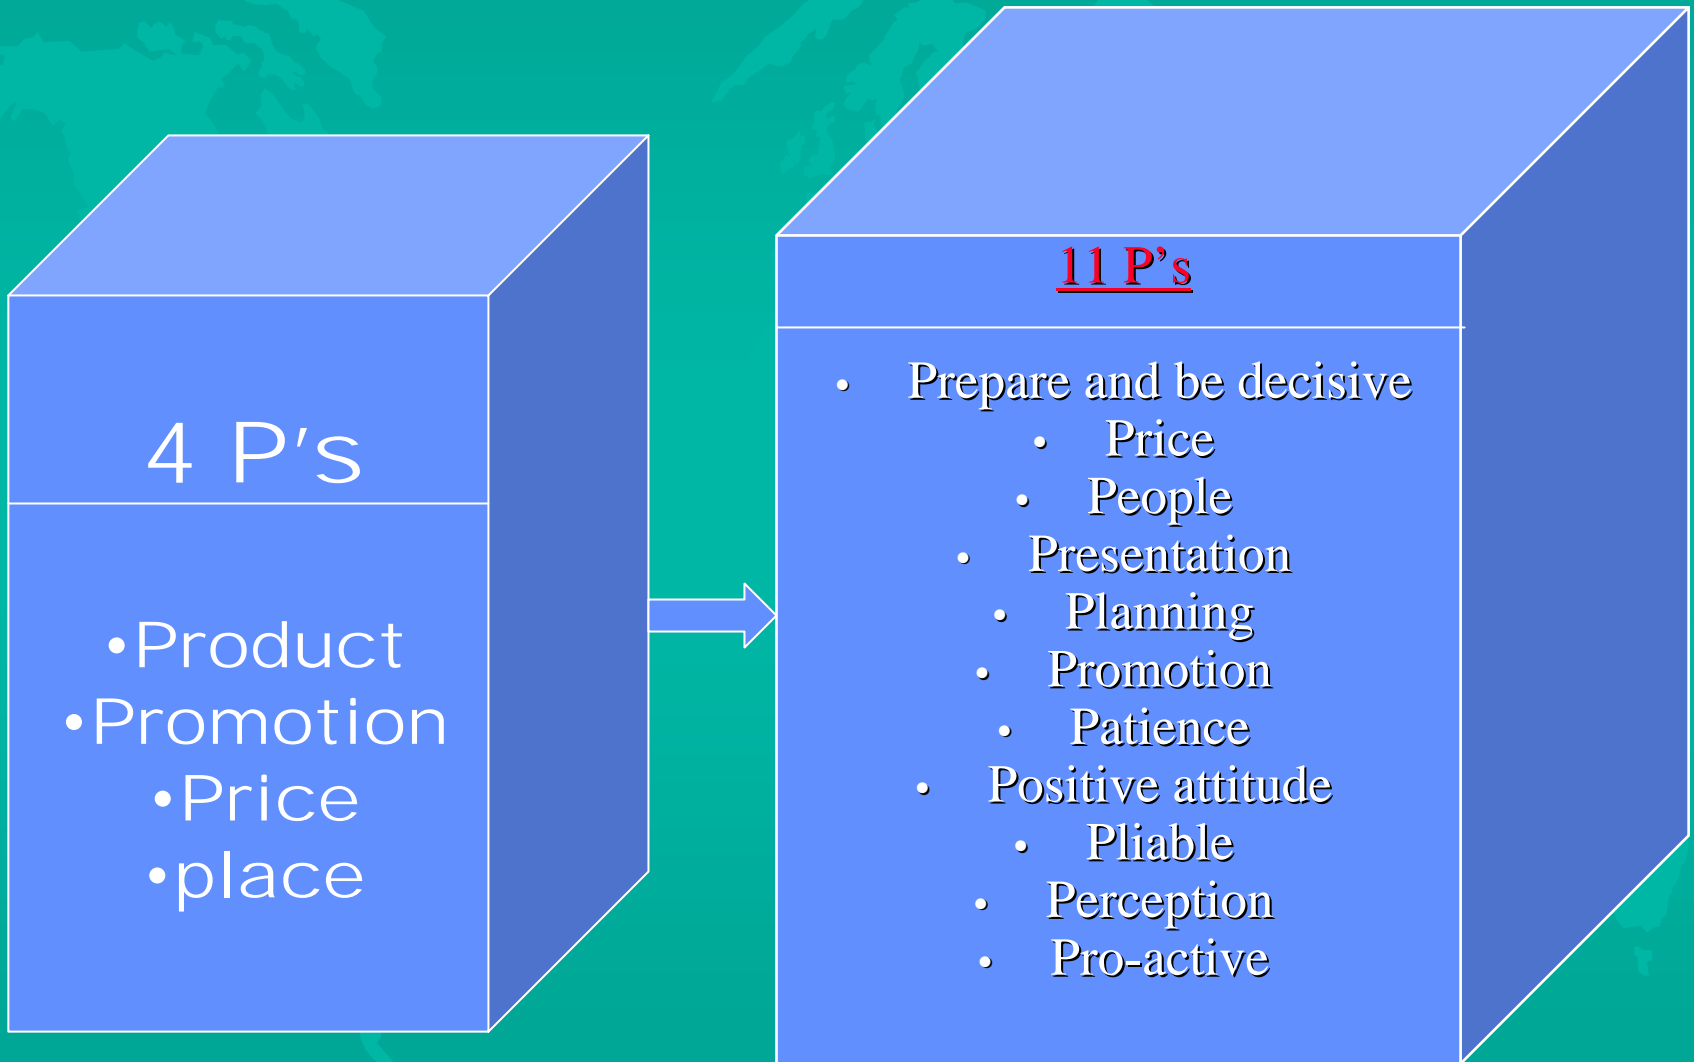 4 P's
•Product
•Promotion
•Price
•place
11 P’s
• Prepare and be decisive
• Price
• People
• Presentation
• Planning
• Promotion
• Patience
• Positive attitude
• Pliable
• Perception
• Pro-active